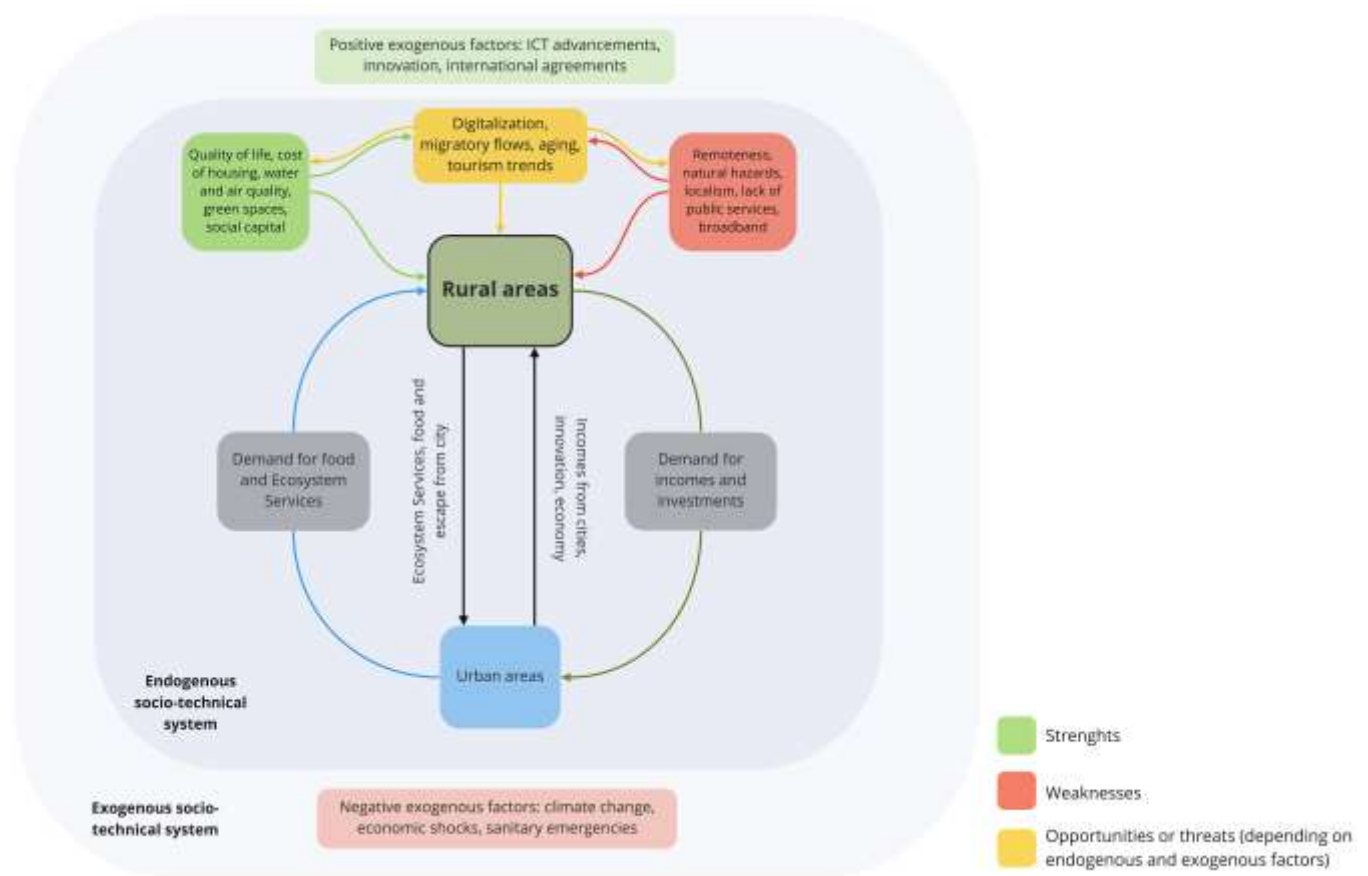 Positive exogenous factors: ICT advancements,
innovation, international agreements
Digitalization,
migratory flows, aging,
tourism trends
Quality of life, cost
of housing, water
and air quality,
green spaces,
social capital
Remoteness,
natural hazards,
localism, lack of
public services,
broadband
Rural areas
Demand for food
and Ecosystem
Services
Ecosystem Services, food and
escape from city
Incomes from cities,
innovation, economy
Demand for
incomes and
investments
Urban areas
Endogenous
socio-technical
system
Exogenous socio-
technical system
Negative exogenous factors: climate change,
economic shocks, sanitary emergencies
Strenghts
Weaknesses
Opportunities or threats (depending on
endogenous and exogenous factors)